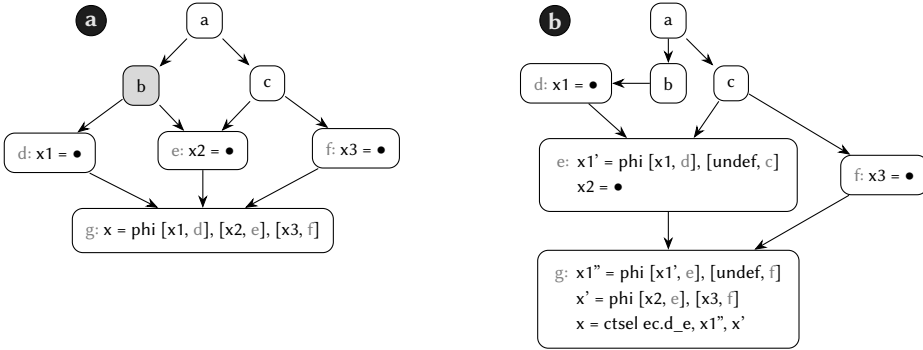 a
a
b
c
d: x1 = ●
e: x2 = ●
f: x3 = ●
g: x = phi [x1, d], [x2, e], [x3, f]
b
a
d: x1 = ●
b
c
e: x1’ = phi [x1, d], [undef, c]
x2 = ●
f: x3 = ●
g: x1” = phi [x1’, e], [undef, f]
x’ = phi [x2, e], [x3, f]
x = ctsel ec.d_e, x1”, x’